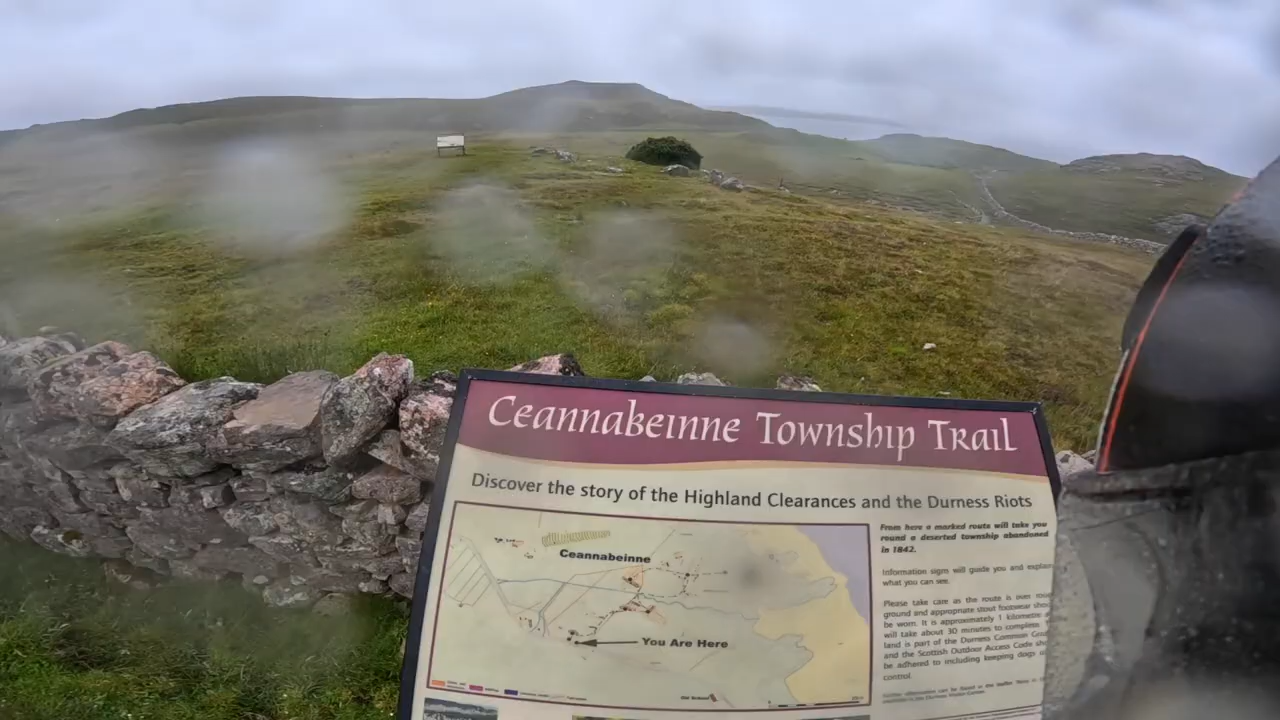 Ceannabeinne Township Trail
Discover the story of the Highland Clearances and the Durness Riots
Ceannabeinne
You Are Here
From here a marked route will take you
round a deserted township abandoned
in 1842.
Information signs will guide you and explain
what you can see.
Please take care as the route is over
ground and appropriate stout footwear
be worn. It is approximately 1
will take about 30 minutes to complete
land is part of the Durness Common
and the Scottish Outdoor Access Code
be adhered to including keeping dogs
control.